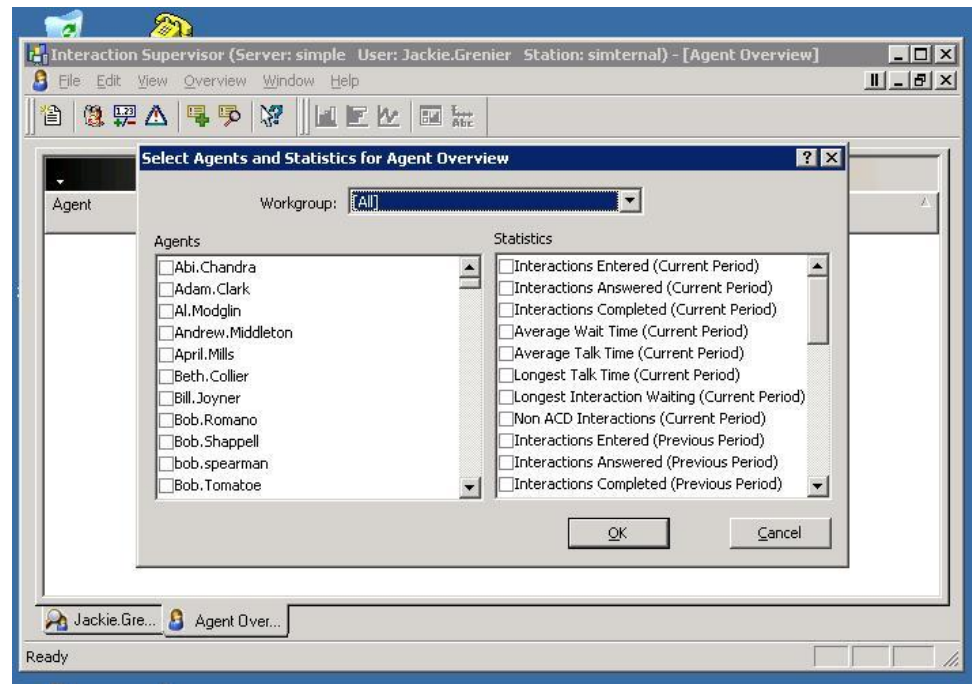 Interaction Supervisor (Server: simple User: Jackie.Grenier Station: simternal) - [Agent Overview]
File Edit View Overview Window Help
1.23
Abc
Select Agents and Statistics for Agent Overview
Agent
Workgroup: [All]
Agents
Abi.Chandra
Adam.Clark
Al.Modglin
Andrew.Middleton
April.Mills
Beth.Collier
Bill.Joyner
Bob.Romano
Bob.Shappell
bob.spearman
Bob.Tomatoe
Statistics
Interactions Entered (Current Period)
Interactions Answered (Current Period)
Interactions Completed (Current Period)
Average Wait Time (Current Period)
Average Talk Time (Current Period)
Longest Talk Time (Current Period)
Longest Interaction Waiting (Current Period)
Non ACD Interactions (Current Period)
Interactions Entered (Previous Period)
Interactions Answered (Previous Period)
Interactions Completed (Previous Period)
OK Cancel
Jackie.Gre... Agent Over...
Ready